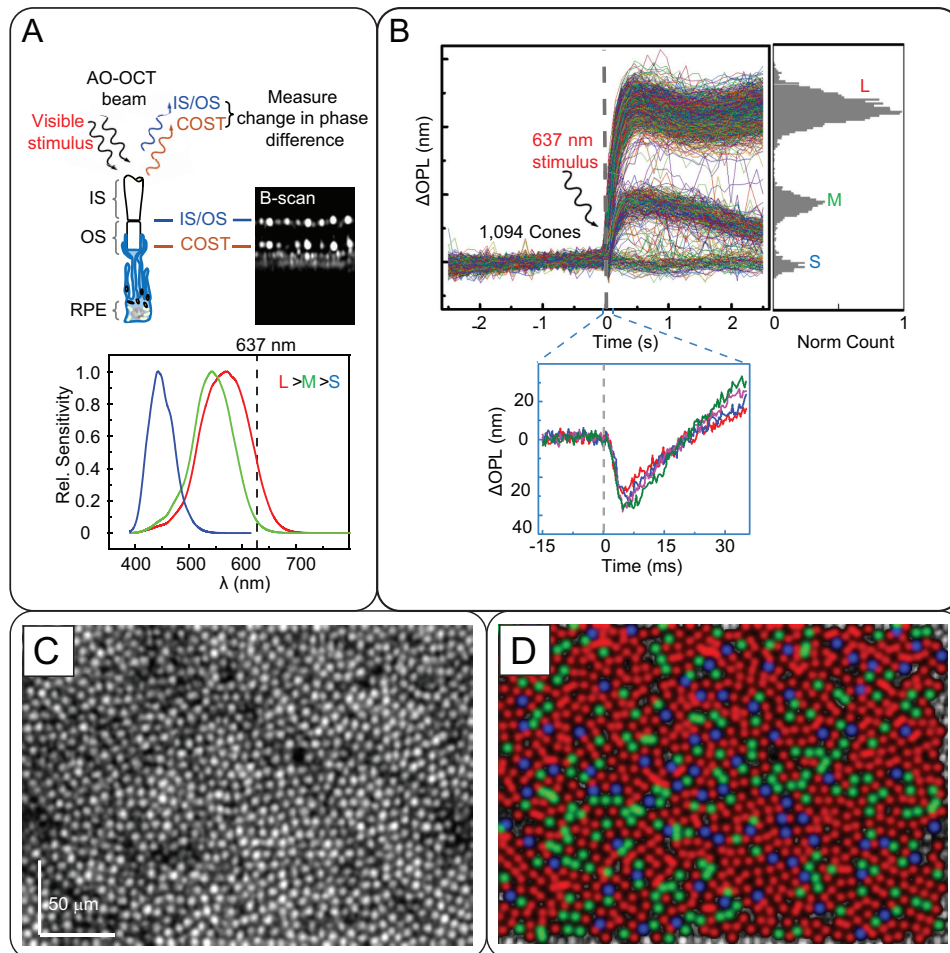 A
AO-OCT
beam
Visible
stimulus
IS/OS
COST
Measure
change in phase
difference
IS
OS
RPE
IS/OS
COST
B-scan
637 nm
L >M >S
Rel. Sensitivity
1.0
0.8
0.6
0.4
0.2
0
400 500 600 700
λ (nm)
B
ΔOPL (nm)
637 nm
stimulus
1,094 Cones
-2 -1 0 1 2
Time (s)
L
M
S
0 1
Norm Count
ΔOPL (nm)
20
0
20
40
-15 0 15 30
Time (ms)
C
50 μm
D